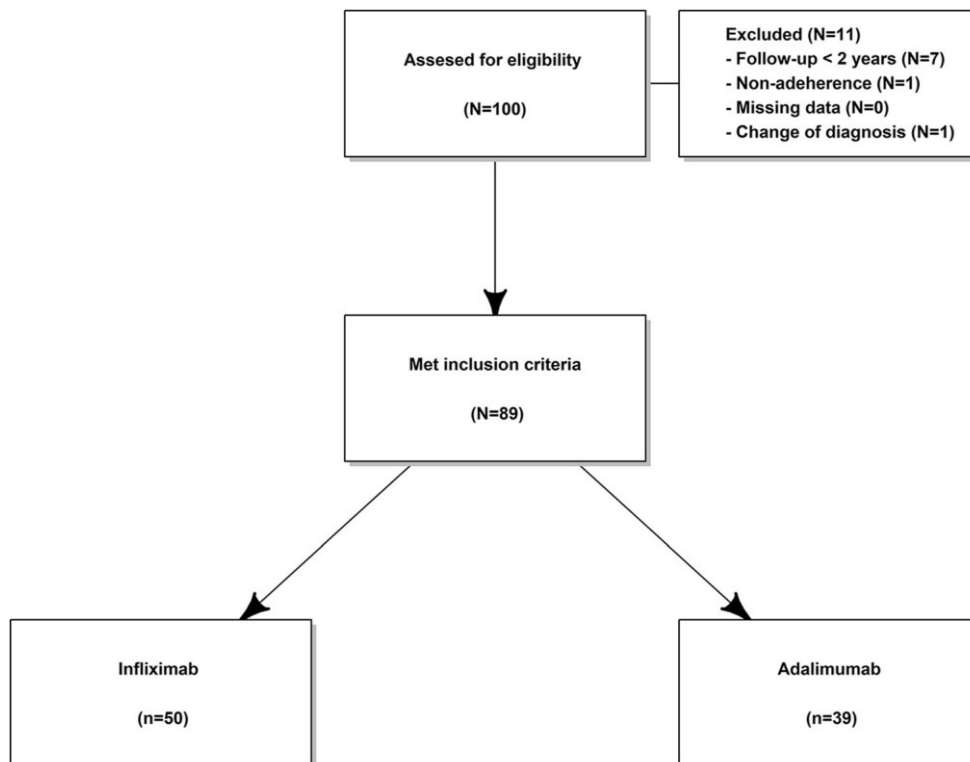 Assesed for eligibility
(N=100)
Excluded (N=11)
- Follow-up < 2 years (N=7)
- Non-adeherence (N=1)
- Missing data (N=0)
- Change of diagnosis (N=1)
Met inclusion criteria
(N=89)
Infliximab
(n=50)
Adalimumab
(n=39)